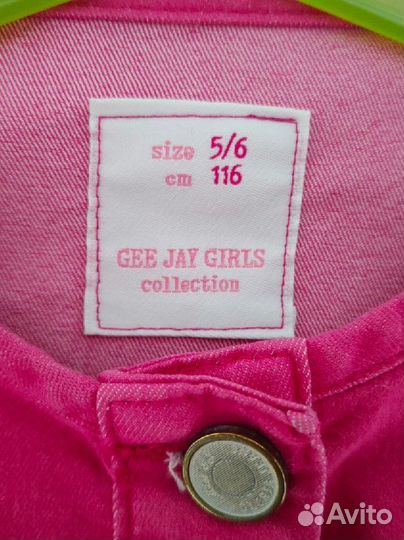 size 5/6
cm 116
GEE JAY GIRLS
collection
Avito